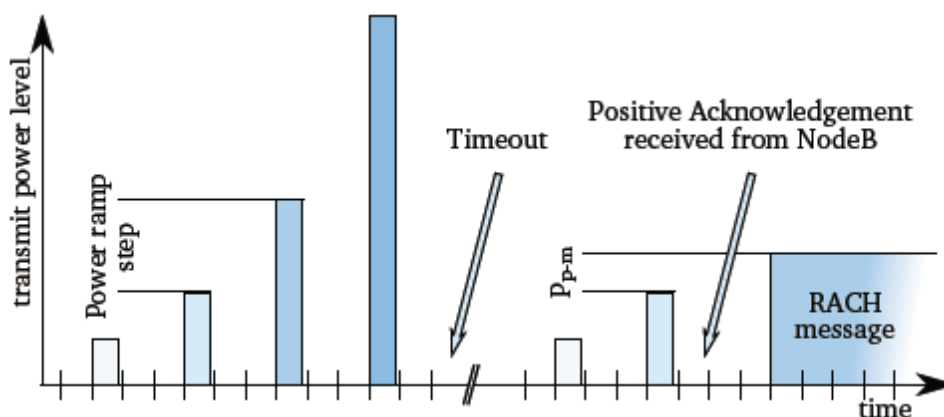 transmit power level
Power ramp
step
Timeout
Positive Acknowledgement
received from NodeB
Pp-m
RACH
message
time